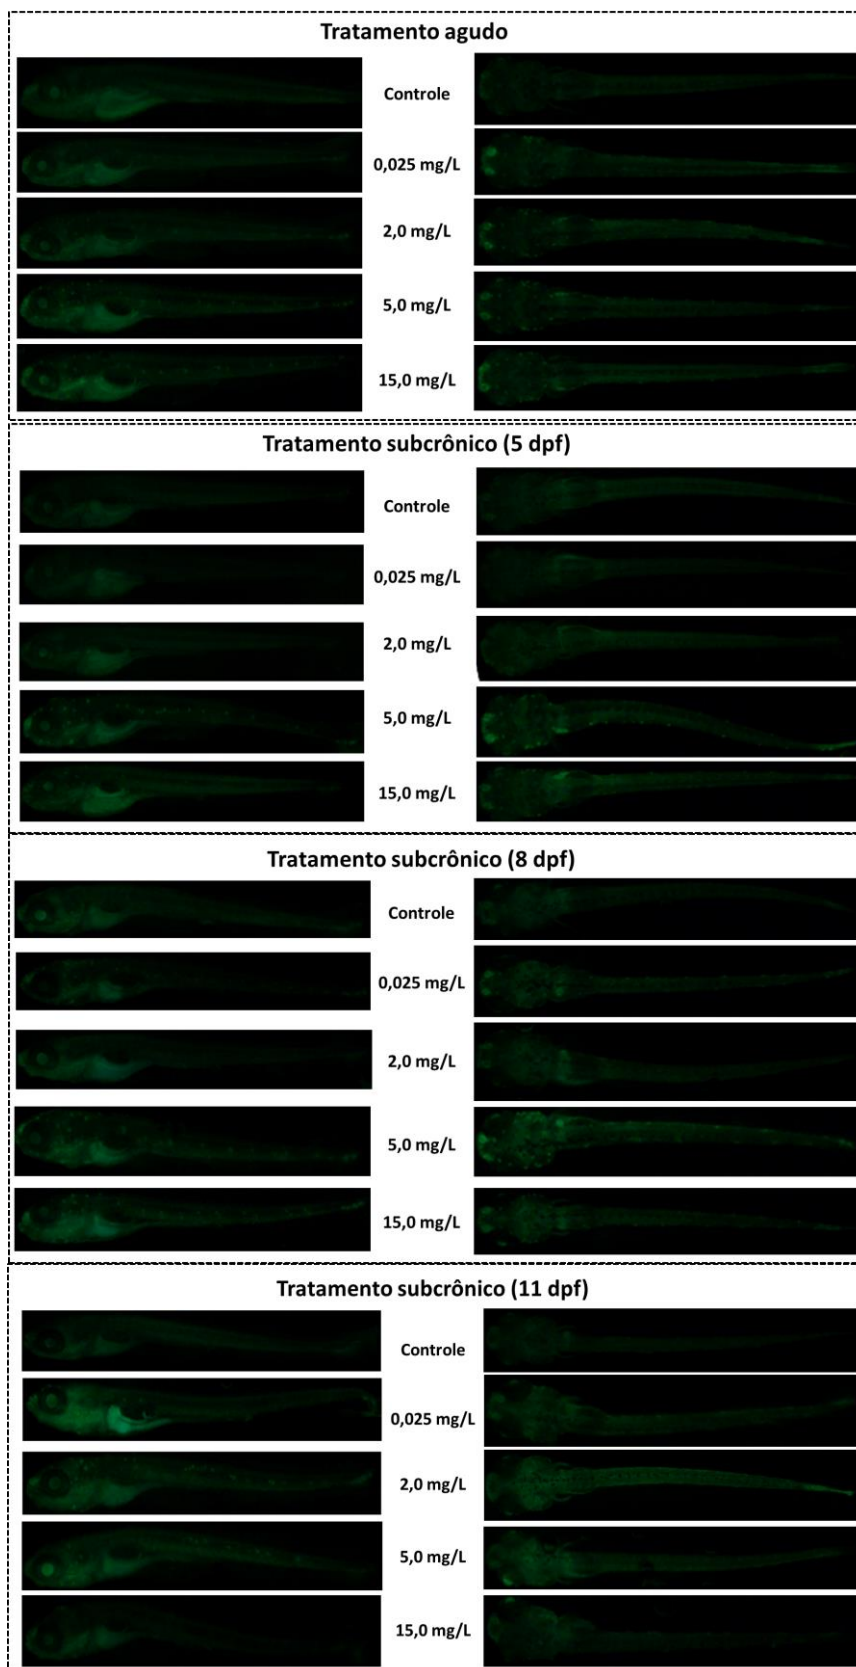 Tratamento agudo
Controle
0,025 mg/L
2,0 mg/L
5,0 mg/L
15,0 mg/L
Tratamento subcrônico (5 dpf)
Controle
0,025 mg/L
2,0 mg/L
5,0 mg/L
15,0 mg/L
Tratamento subcrônico (8 dpf)
Controle
0,025 mg/L
2,0 mg/L
5,0 mg/L
15,0 mg/L
Tratamento subcrônico (11 dpf)
Controle
0,025 mg/L
2,0 mg/L
5,0 mg/L
15,0 mg/L